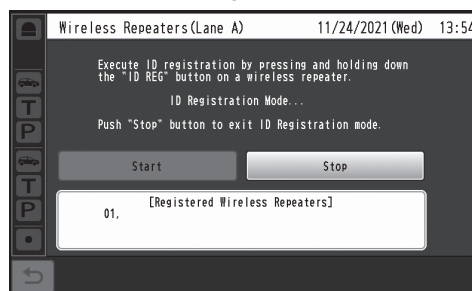 Wireless Repeaters(Lane A) 11/24/2021(Wed) 13:54
Execute ID registration by pressing and holding down
the "ID REG" button on a wireless repeater.
ID Registration Mode...
Push "Stop" button to exit ID Registration mode.
Start Stop
[Registered Wireless Repeaters]
01,
T
P
T
P